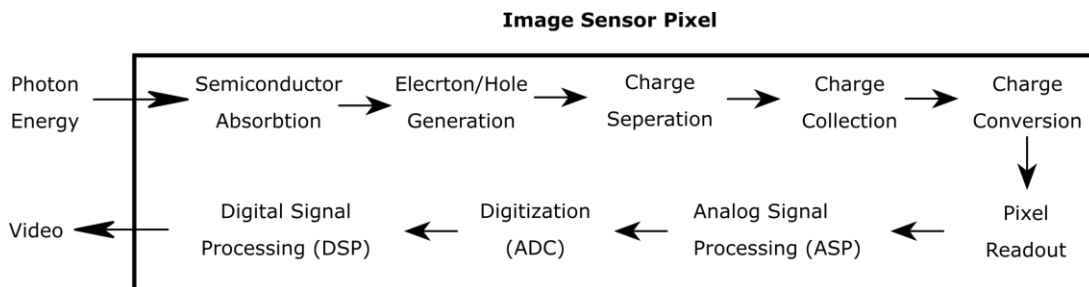 Image Sensor Pixel
Photon
Energy
Semiconductor
Absorbtion
Elecrton/Hole
Generation
Charge
Seperation
Charge
Collection
Charge
Conversion
Pixel
Readout
Analog Signal
Processing (ASP)
Digitization
(ADC)
Digital Signal
Processing (DSP)
Video